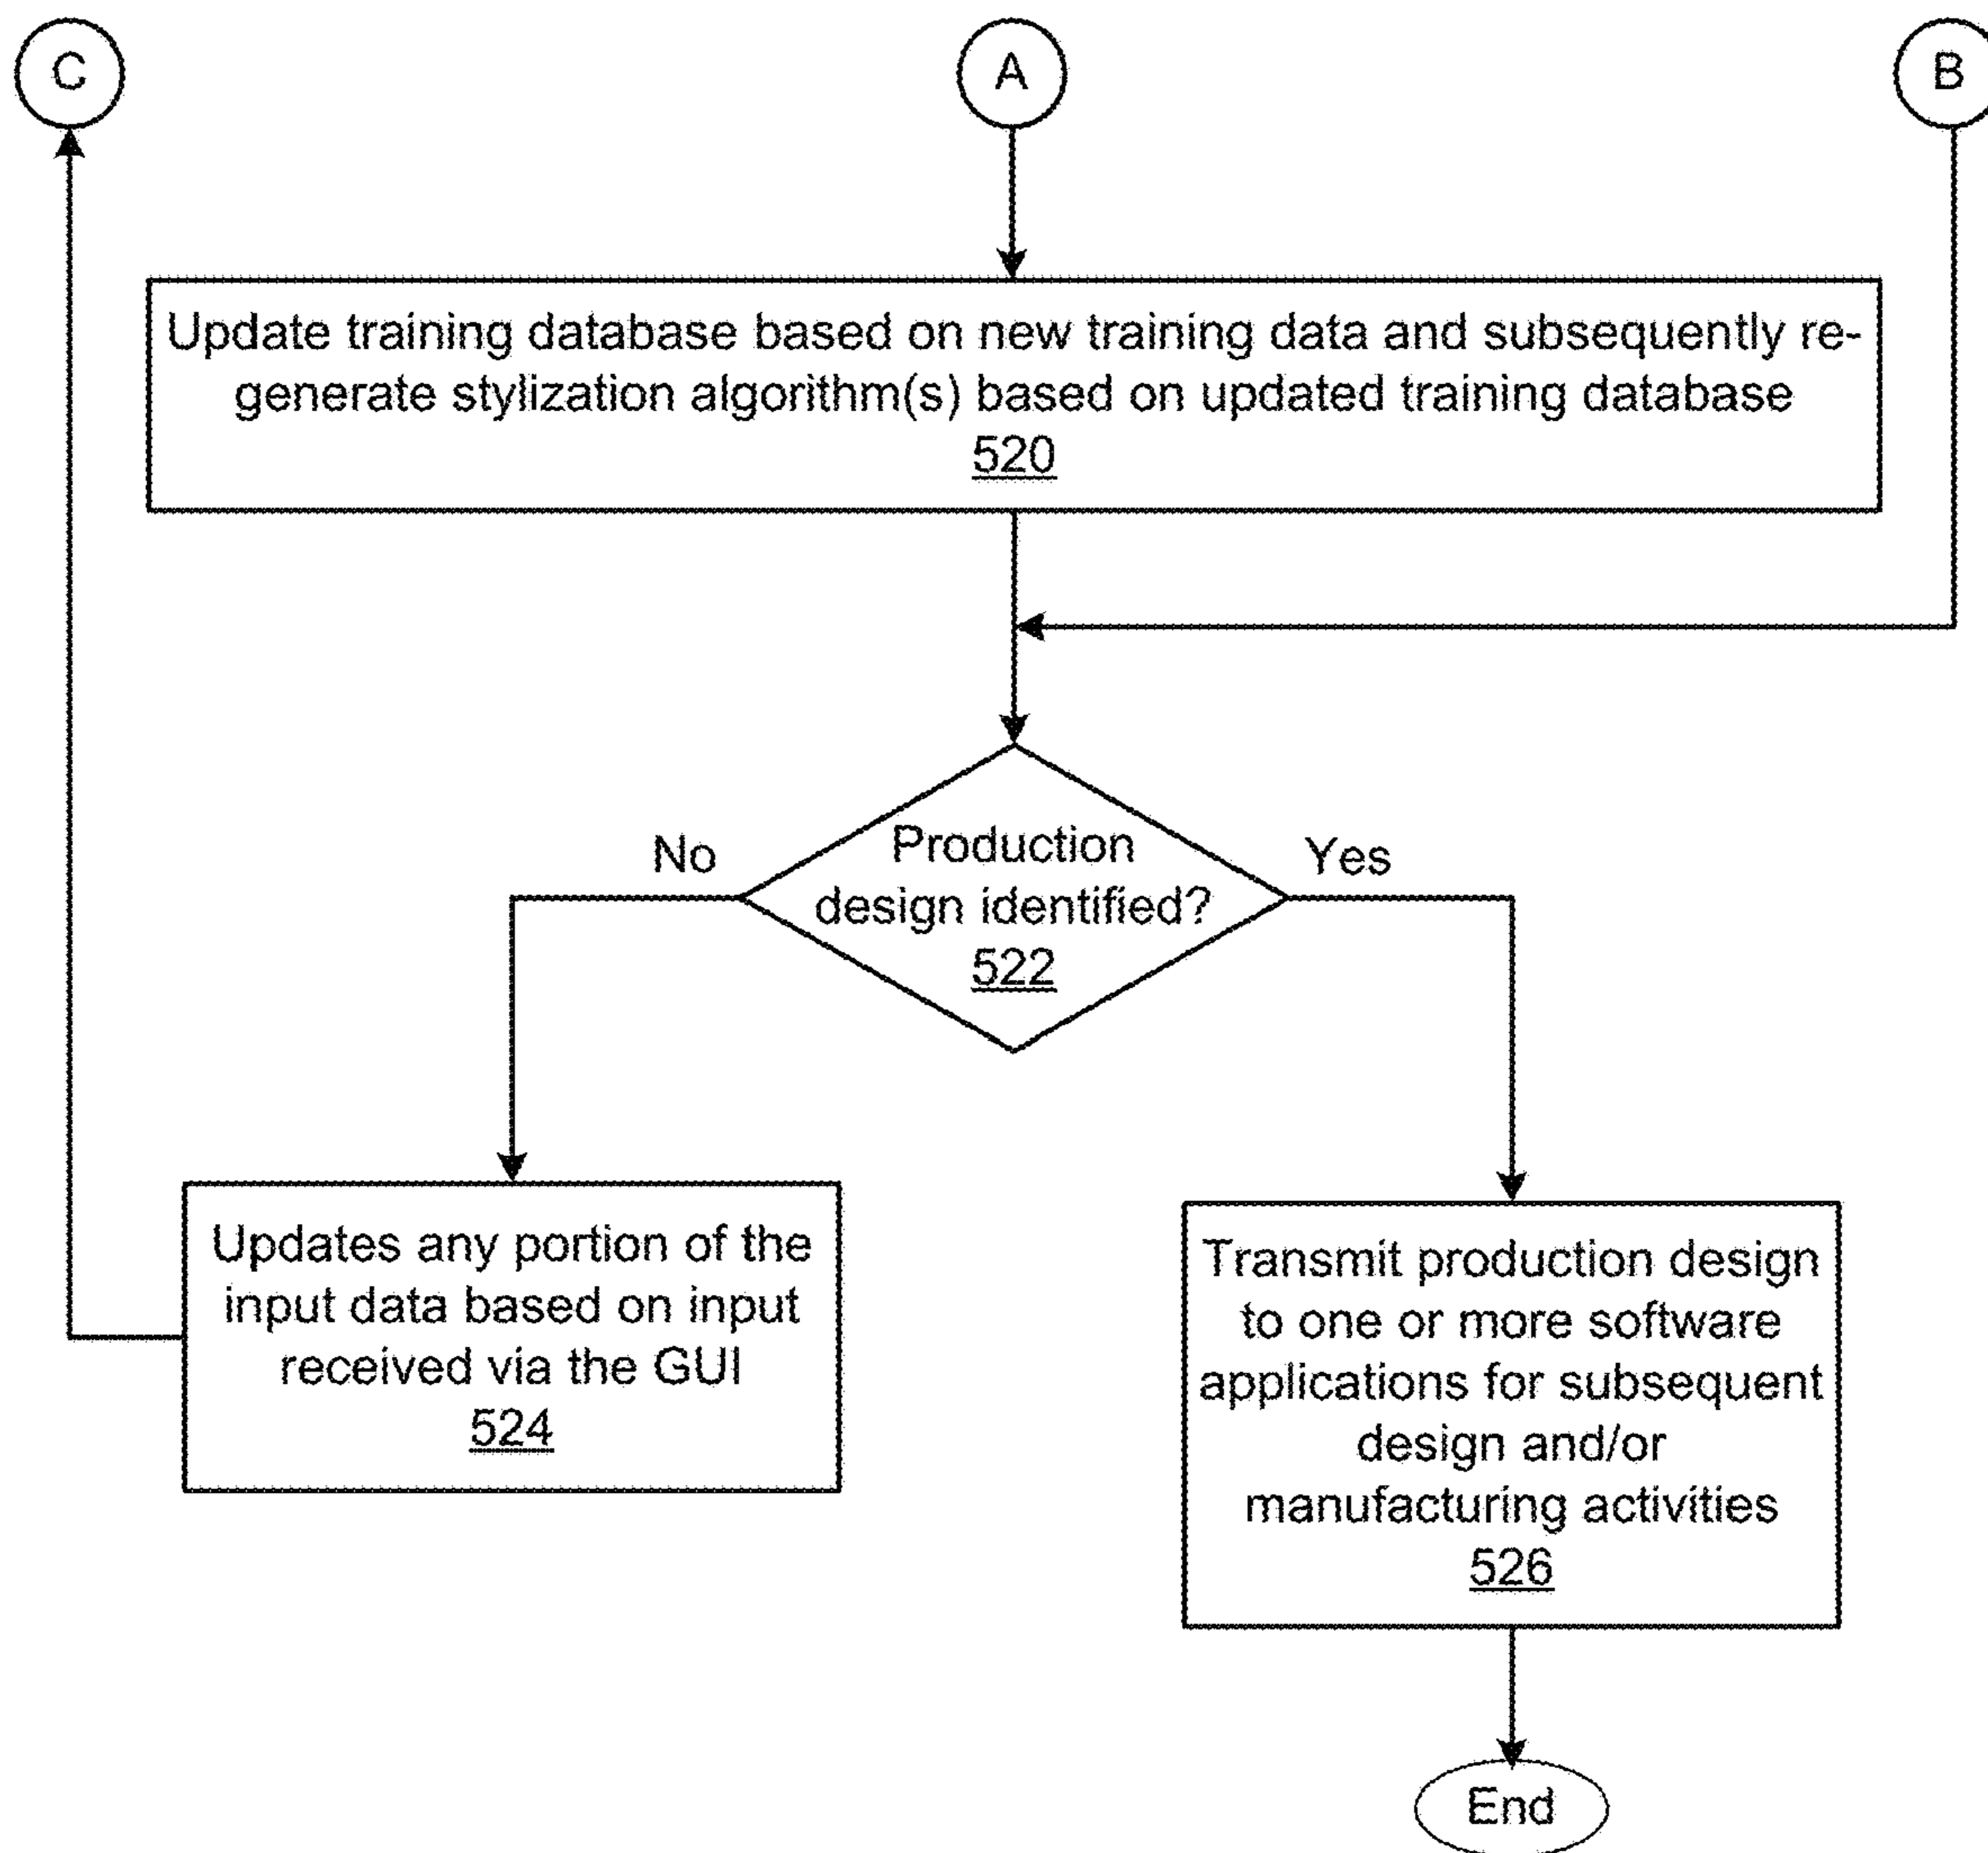 C
A
B
Update training database based on new training data and subsequently re-
generate stylization algorithm(s) based on updated training database
520
No
Production
design identified?
522
Yes
Updates any portion of the
input data based on input
received via the GUI
524
Transmit production design
to one or more software
applications for subsequent
design and/or
manufacturing activities
526
End